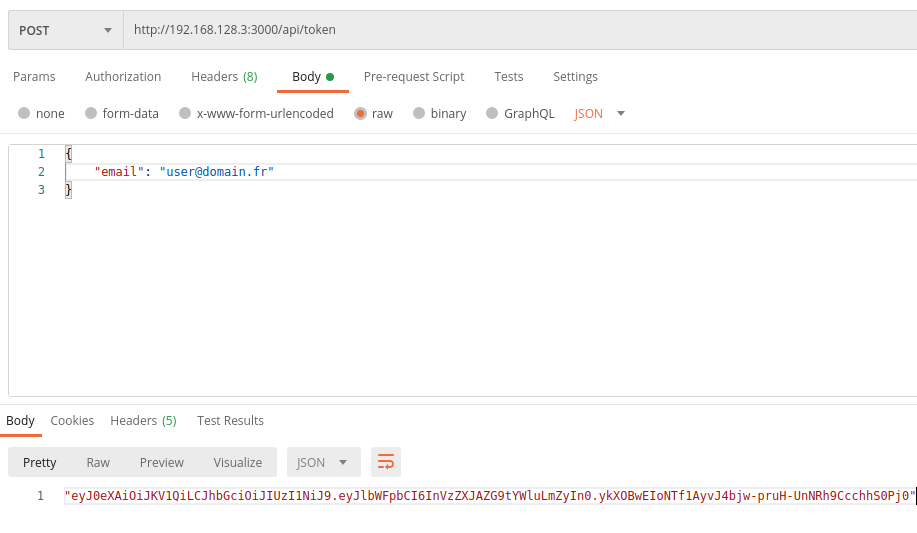 POST http://192.168.128.3:3000/api/token
Params Authorization Headers (8) Body Pre-request Script Tests Settings
none form-data x-www-form-urlencoded raw binary GraphQL JSON
1 {
2 "email": "user@domain.fr"
3 }
Body Cookies Headers (5) Test Results
Pretty Raw Preview Visualize JSON
1 "eyJ0eXAiOiJKV1QiLCJhbGciOiJIUzI1NiJ9.eyJlbWFpbCI6InVzZXJAZG9tYWluLmZyIn0.ykXOBwEIoNTf1AyvJ4bjw-pruH-UnNRh9CcchhS0Pj0"